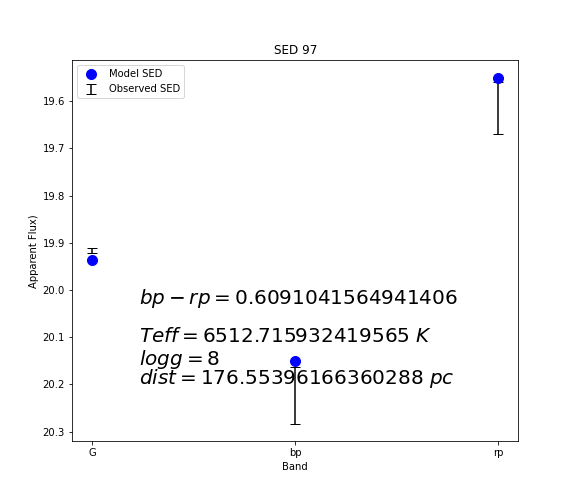 SED 97
Model SED
Observed SED
19.6
19.7
19.8
19.9
20.0
20.1
20.2
20.3
Apparent Flux)
bp − rp = 0.6091041564941406
Teff = 6512.715932419565 K
logg = 8
dist = 176.55396166360288 pc
G
bp
rp
Band